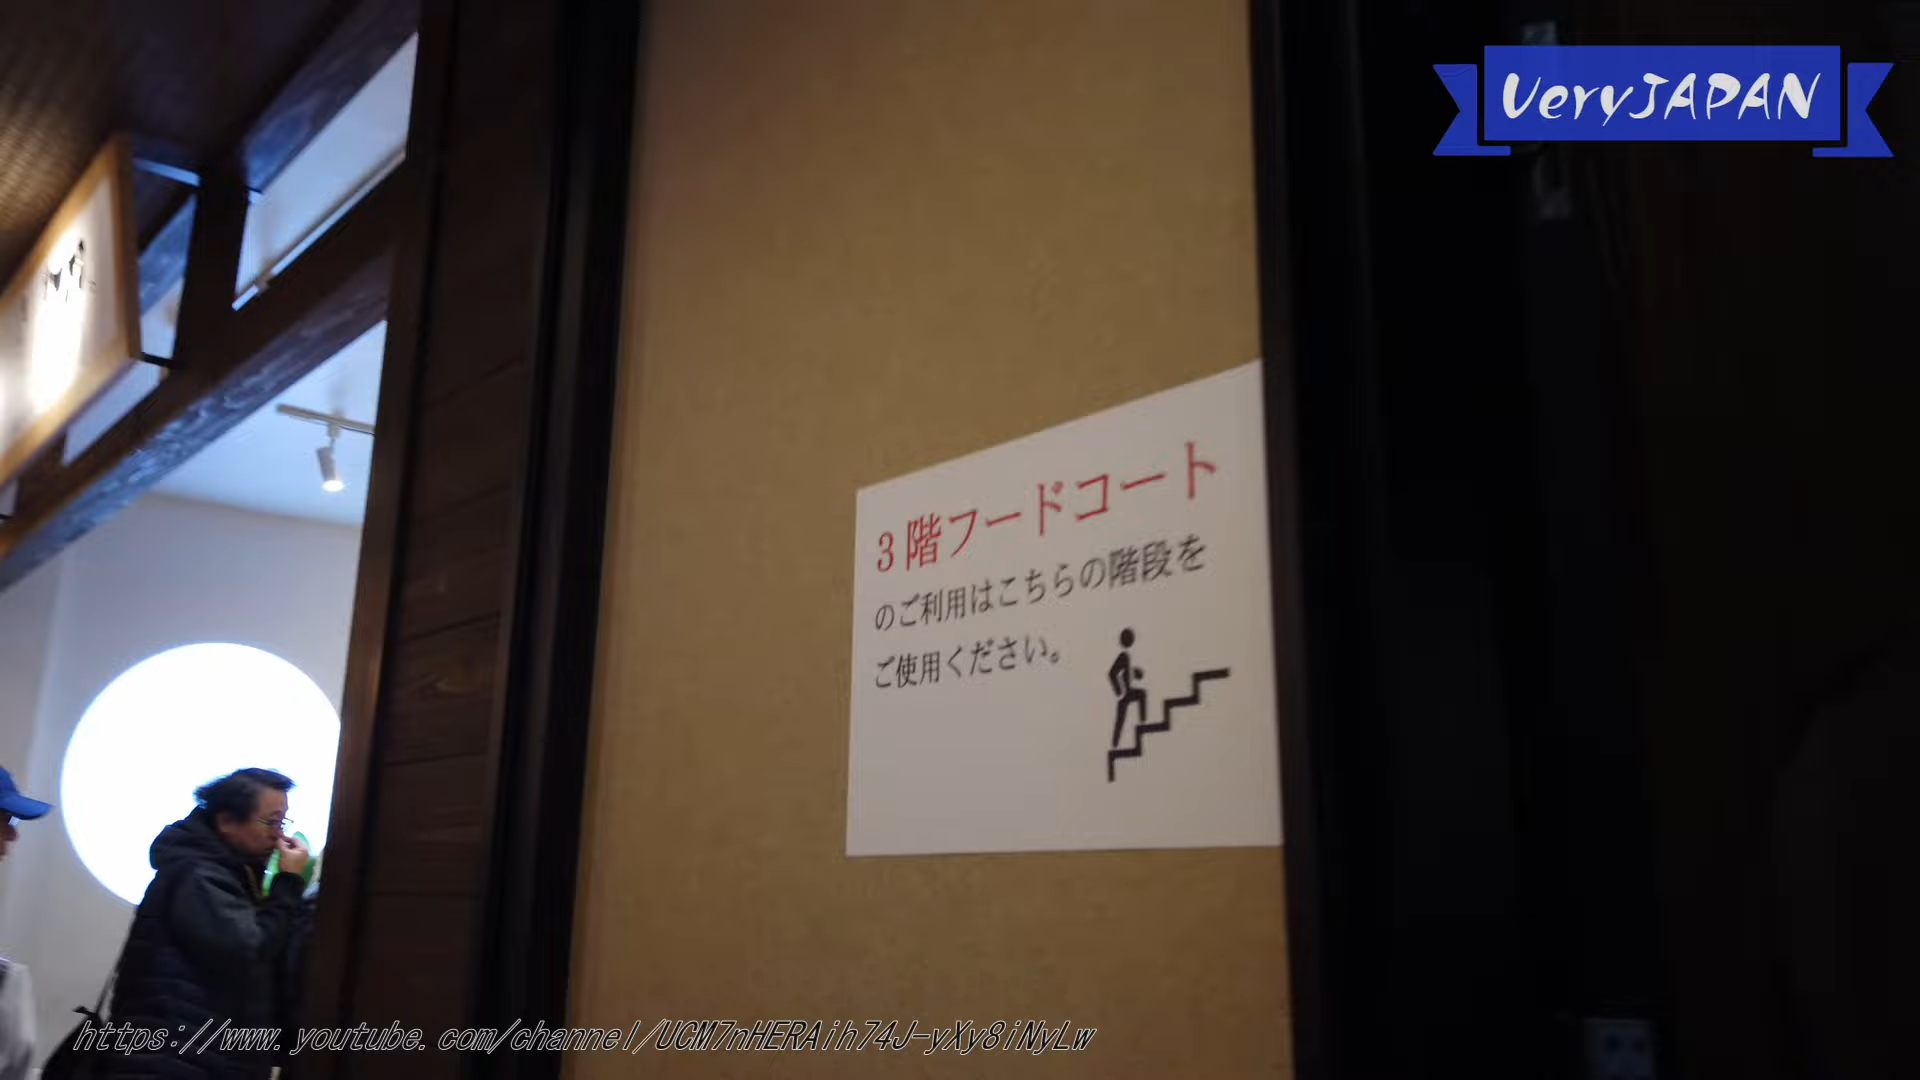 VeryJAPAN
3階フードコート
のご利用はこちらの階段を
ご使用ください。
https://www.youtube.com/channel/UCM7nHERAih74J-yXy8iNyLw